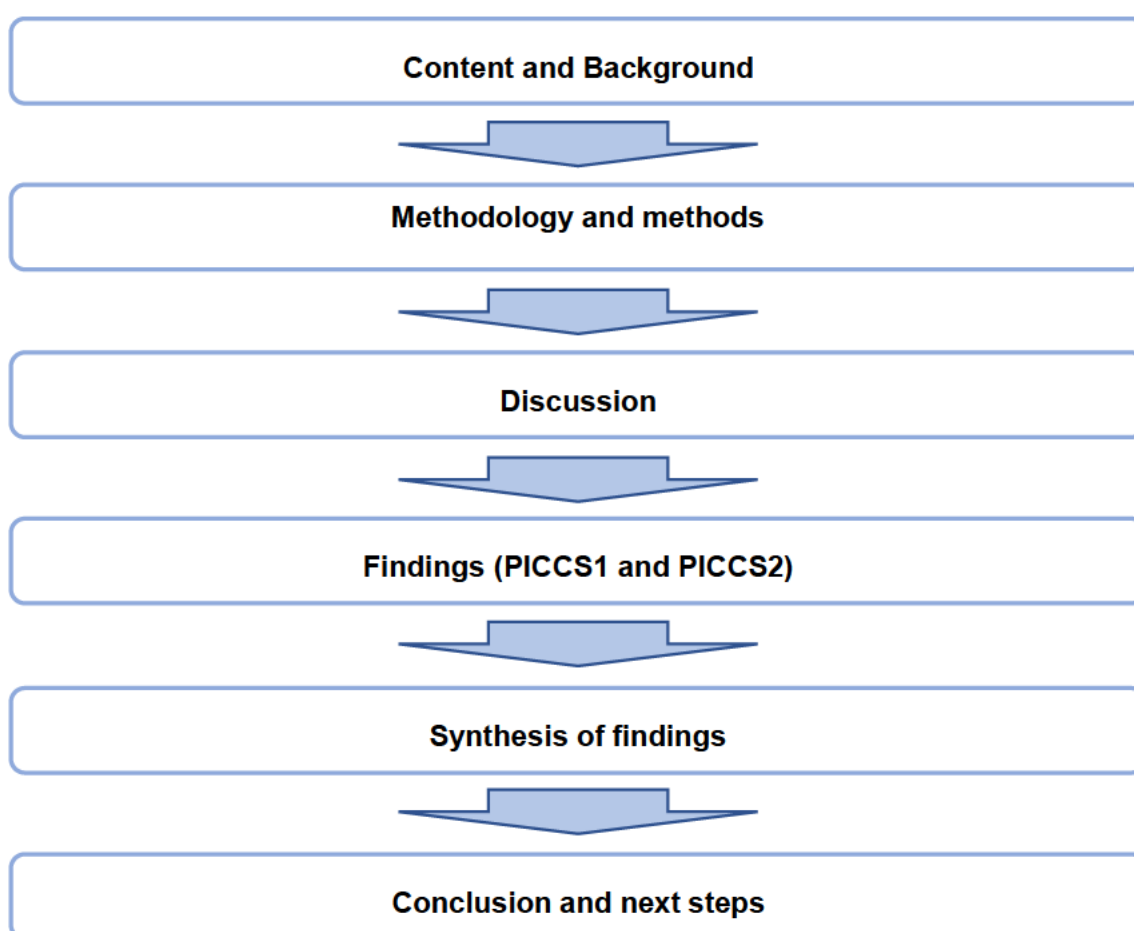 Content and Background
Methodology and methods
Discussion
Findings (PICCS1 and PICCS2)
Synthesis of findings
Conclusion and next steps